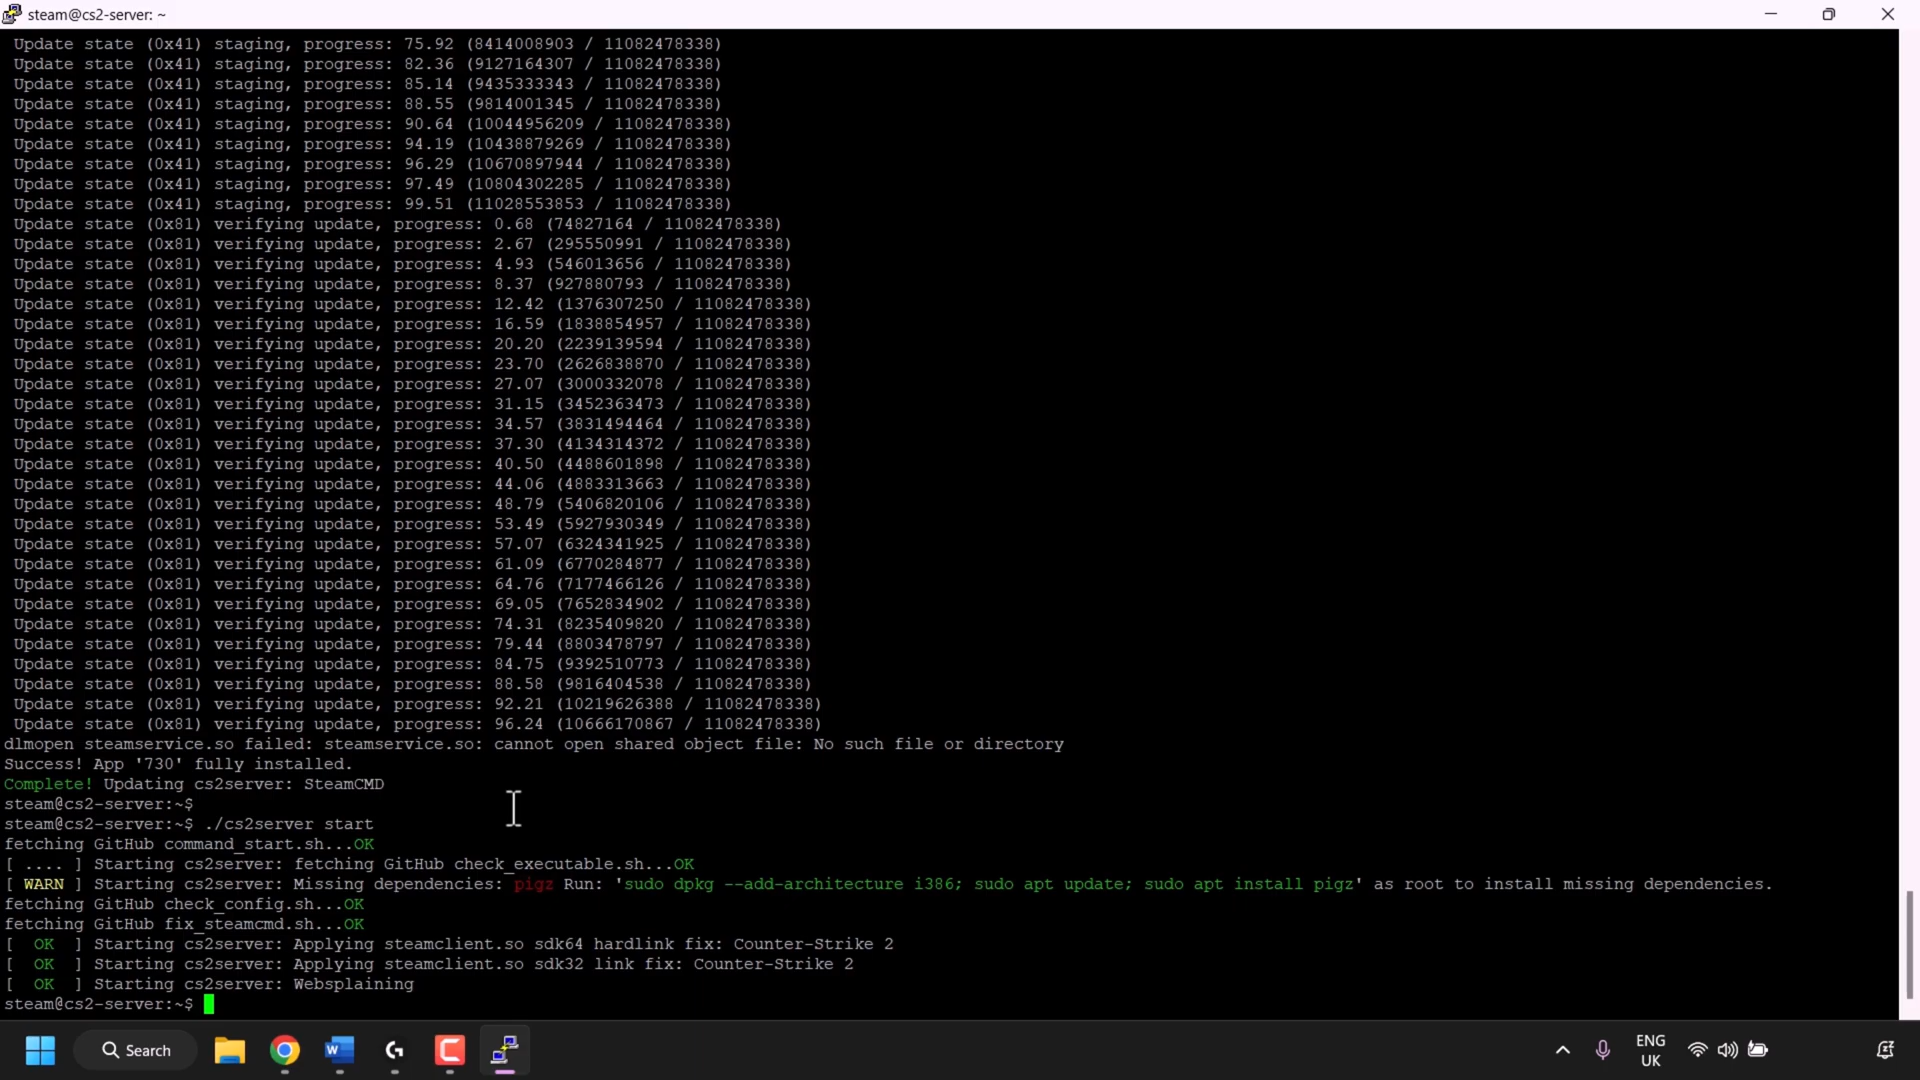 steam@cs2-server: ~
Update state (0x41) staging, progress: 75.92 (8414008903 / 11082478338)
Update state (0x41) staging, progress: 82.36 (9127164307 / 11082478338)
Update state (0x41) staging, progress: 85.14 (9435333343 / 11082478338)
Update state (0x41) staging, progress: 88.55 (9814001345 / 11082478338)
Update state (0x41) staging, progress: 90.64 (10044956209 / 11082478338)
Update state (0x41) staging, progress: 94.19 (10438879269 / 11082478338)
Update state (0x41) staging, progress: 96.29 (10670897944 / 11082478338)
Update state (0x41) staging, progress: 97.49 (10804302285 / 11082478338)
Update state (0x41) staging, progress: 99.51 (11028553853 / 11082478338)
Update state (0x81) verifying update, progress: 0.68 (74827164 / 11082478338)
Update state (0x81) verifying update, progress: 2.67 (295550991 / 11082478338)
Update state (0x81) verifying update, progress: 4.93 (546013656 / 11082478338)
Update state (0x81) verifying update, progress: 8.37 (927880793 / 11082478338)
Update state (0x81) verifying update, progress: 12.42 (1376307250 / 11082478338)
Update state (0x81) verifying update, progress: 16.59 (1838854957 / 11082478338)
Update state (0x81) verifying update, progress: 20.20 (2239139594 / 11082478338)
Update state (0x81) verifying update, progress: 23.70 (2626838870 / 11082478338)
Update state (0x81) verifying update, progress: 27.07 (3000332078 / 11082478338)
Update state (0x81) verifying update, progress: 31.15 (3452363473 / 11082478338)
Update state (0x81) verifying update, progress: 34.57 (3831494464 / 11082478338)
Update state (0x81) verifying update, progress: 37.30 (4134314372 / 11082478338)
Update state (0x81) verifying update, progress: 40.50 (4488601898 / 11082478338)
Update state (0x81) verifying update, progress: 44.06 (4883313663 / 11082478338)
Update state (0x81) verifying update, progress: 48.79 (5406820106 / 11082478338)
Update state (0x81) verifying update, progress: 53.49 (5927930349 / 11082478338)
Update state (0x81) verifying update, progress: 57.07 (6324341925 / 11082478338)
Update state (0x81) verifying update, progress: 61.09 (6770284877 / 11082478338)
Update state (0x81) verifying update, progress: 64.76 (7177466126 / 11082478338)
Update state (0x81) verifying update, progress: 69.05 (7652834902 / 11082478338)
Update state (0x81) verifying update, progress: 74.31 (8235409820 / 11082478338)
Update state (0x81) verifying update, progress: 79.44 (8803478797 / 11082478338)
Update state (0x81) verifying update, progress: 84.75 (9392510773 / 11082478338)
Update state (0x81) verifying update, progress: 88.58 (9816404538 / 11082478338)
Update state (0x81) verifying update, progress: 92.21 (10219626388 / 11082478338)
Update state (0x81) verifying update, progress: 96.24 (10666170867 / 11082478338)
dlmopen steamservice.so failed: steamservice.so: cannot open shared object file: No such file or directory
Success! App '730' fully installed.
Complete! Updating cs2server: SteamCMD
steam@cs2-server:~$
steam@cs2-server:~$ ./cs2server start
fetching GitHub command_start.sh...OK
[ .... ] Starting cs2server: fetching GitHub check_executable.sh...OK
[ WARN ] Starting cs2server: Missing dependencies: pigz Run: 'sudo dpkg --add-architecture i386; sudo apt update; sudo apt install pigz' as root to install missing dependencies.
fetching GitHub check_config.sh...OK
fetching GitHub fix_steamcmd.sh...OK
[ OK ] Starting cs2server: Applying steamclient.so sdk64 hardlink fix: Counter-Strike 2
[ OK ] Starting cs2server: Applying steamclient.so sdk32 link fix: Counter-Strike 2
[ OK ] Starting cs2server: Websplaining
steam@cs2-server:~$
Search
ENG
UK